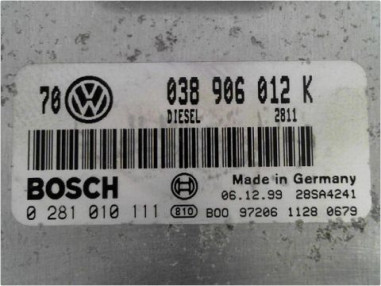 70 VW 038 906 012 K
DIESEL 2811
BOSCH Made in Germany
06.12.99 28SA4241
0 281 010 111 810 B00 97206 1128 0679